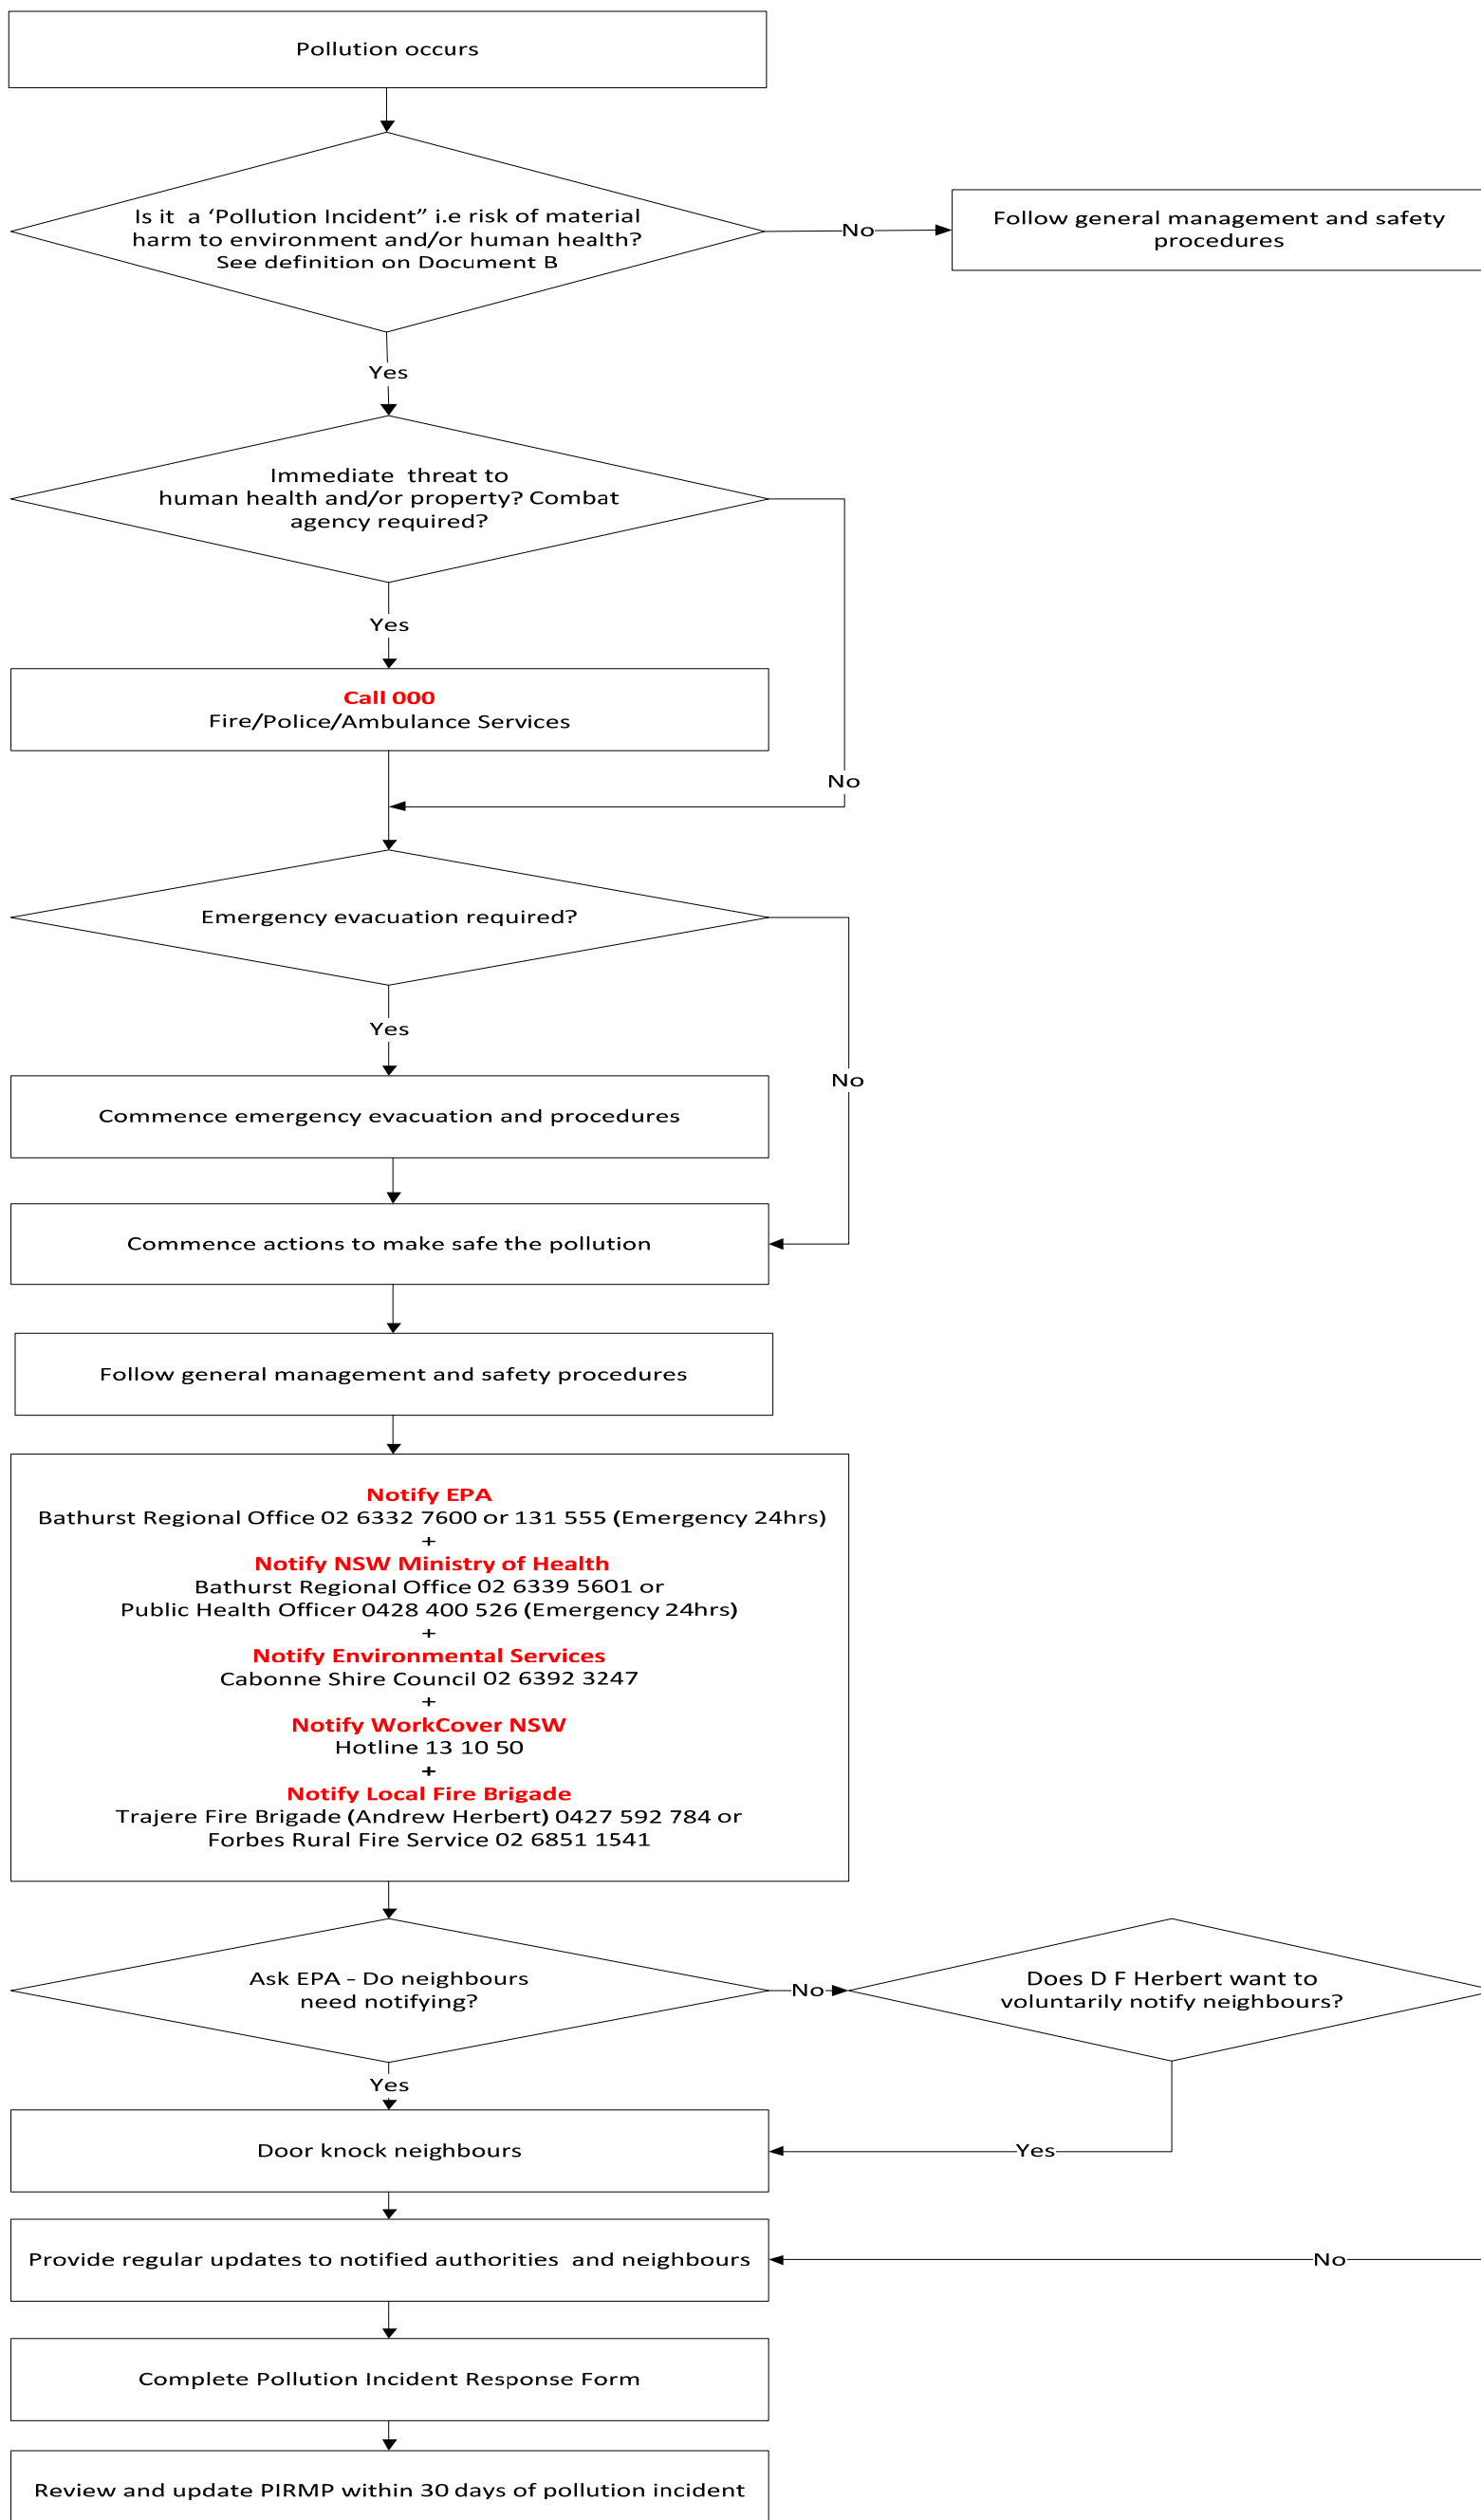 Pollution occurs
Is it a ‘Pollution Incident” i.e risk of material
harm to environment and/or human health?
See definition on Document B
No
Follow general management and safety
procedures
Yes
Immediate threat to
human health and/or property? Combat
agency required?
Yes
Call 000
Fire/Police/Ambulance Services
No
Emergency evacuation required?
Yes
No
Commence emergency evacuation and procedures
Commence actions to make safe the pollution
Follow general management and safety procedures
Notify EPA
Bathurst Regional Office 02 6332 7600 or 131 555 (Emergency 24hrs)
+
Notify NSW Ministry of Health
Bathurst Regional Office 02 6339 5601 or
Public Health Officer 0428 400 526 (Emergency 24hrs)
+
Notify Environmental Services
Cabonne Shire Council 02 6392 3247
+
Notify WorkCover NSW
Hotline 13 10 50
+
Notify Local Fire Brigade
Trajere Fire Brigade (Andrew Herbert) 0427 592 784 or
Forbes Rural Fire Service 02 6851 1541
Ask EPA - Do neighbours
need notifying?
No
Does D F Herbert want to
voluntarily notify neighbours?
Yes
Door knock neighbours
Yes
Provide regular updates to notified authorities and neighbours
No
Complete Pollution Incident Response Form
Review and update PIRMP within 30 days of pollution incident